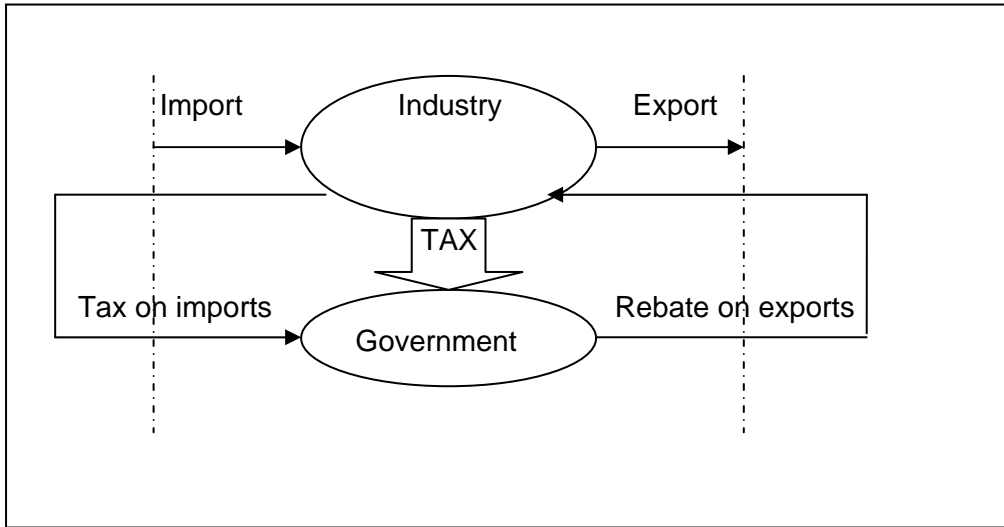 Import
Industry
Export
TAX
Tax on imports
Rebate on exports
Government